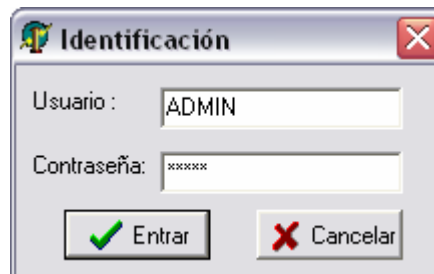 Identificación
Usuario : ADMIN
Contraseña: *****
Entrar Cancelar